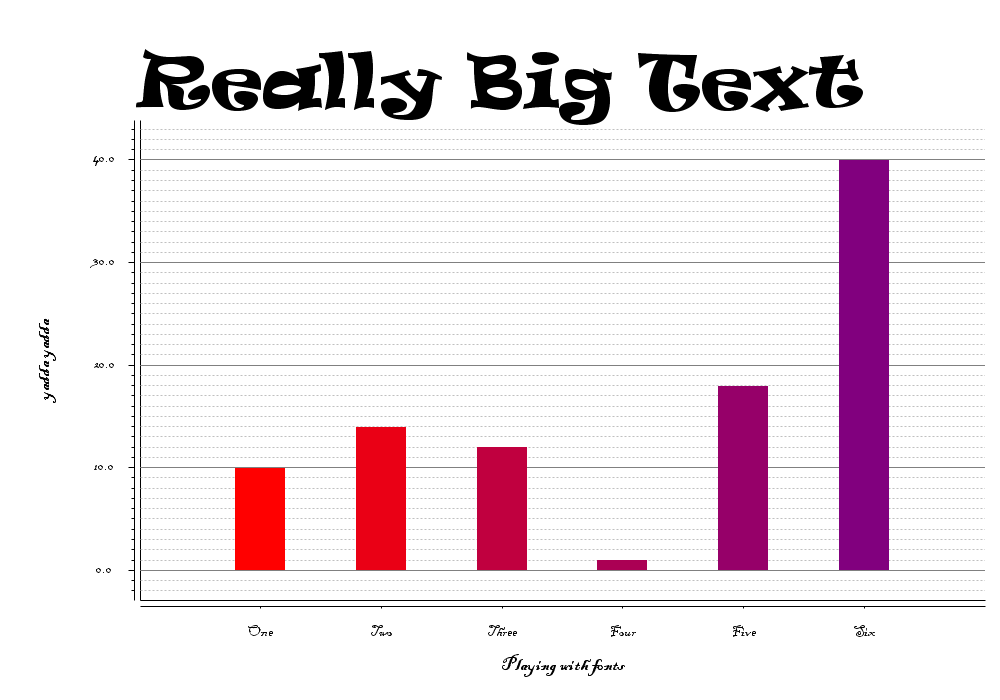 Really Big Text
40.0
30.0
20.0
10.0
0.0
yadda yadda
One Two Three Four Five Six
Playing with fonts